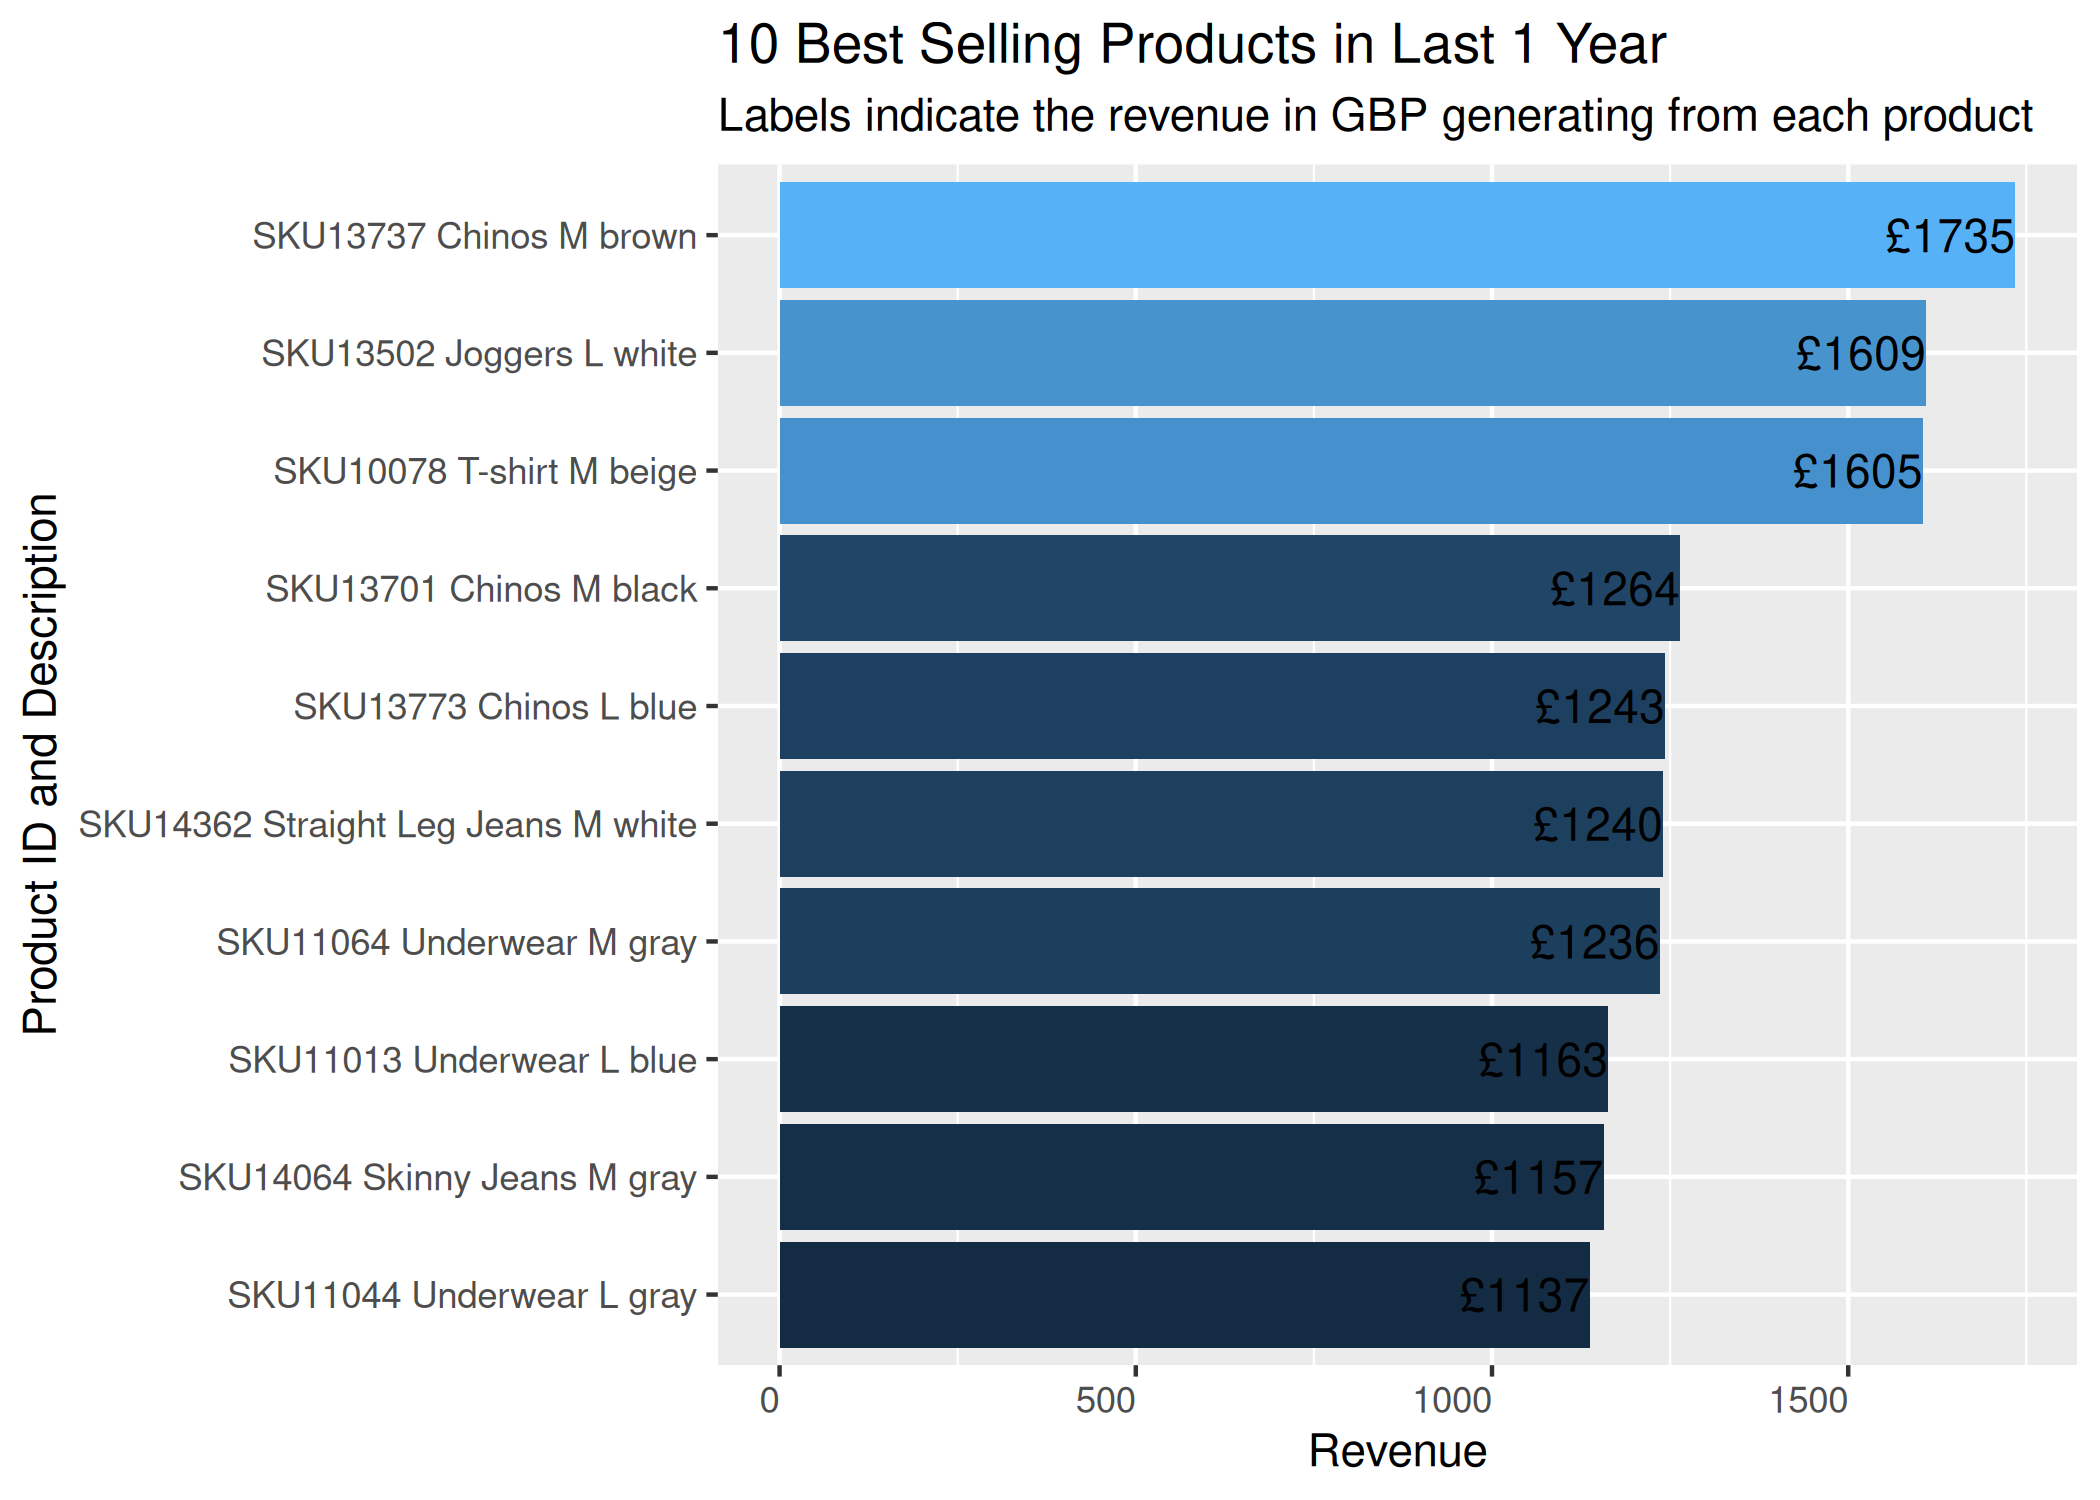 10 Best Selling Products in Last 1 Year
Labels indicate the revenue in GBP generating from each product
Product ID and Description
SKU13737 Chinos M brown £1735
SKU13502 Joggers L white £1609
SKU10078 T-shirt M beige £1605
SKU13701 Chinos M black £1264
SKU13773 Chinos L blue £1243
SKU14362 Straight Leg Jeans M white £1240
SKU11064 Underwear M gray £1236
SKU11013 Underwear L blue £1163
SKU14064 Skinny Jeans M gray £1157
SKU11044 Underwear L gray £1137
0 500 1000 1500
Revenue